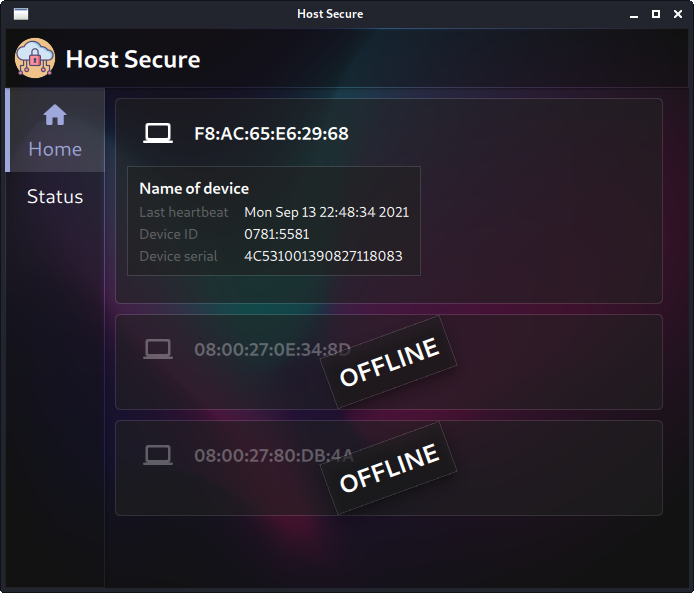 Host Secure
Host Secure
Home
Status
F8:AC:65:E6:29:68
Name of device
Last heartbeat Mon Sep 13 22:48:34 2021
Device ID 0781:5581
Device serial 4C531001390827118083
08:00:27:0E:34:8D
OFFLINE
08:00:27:80:DB:4A
OFFLINE